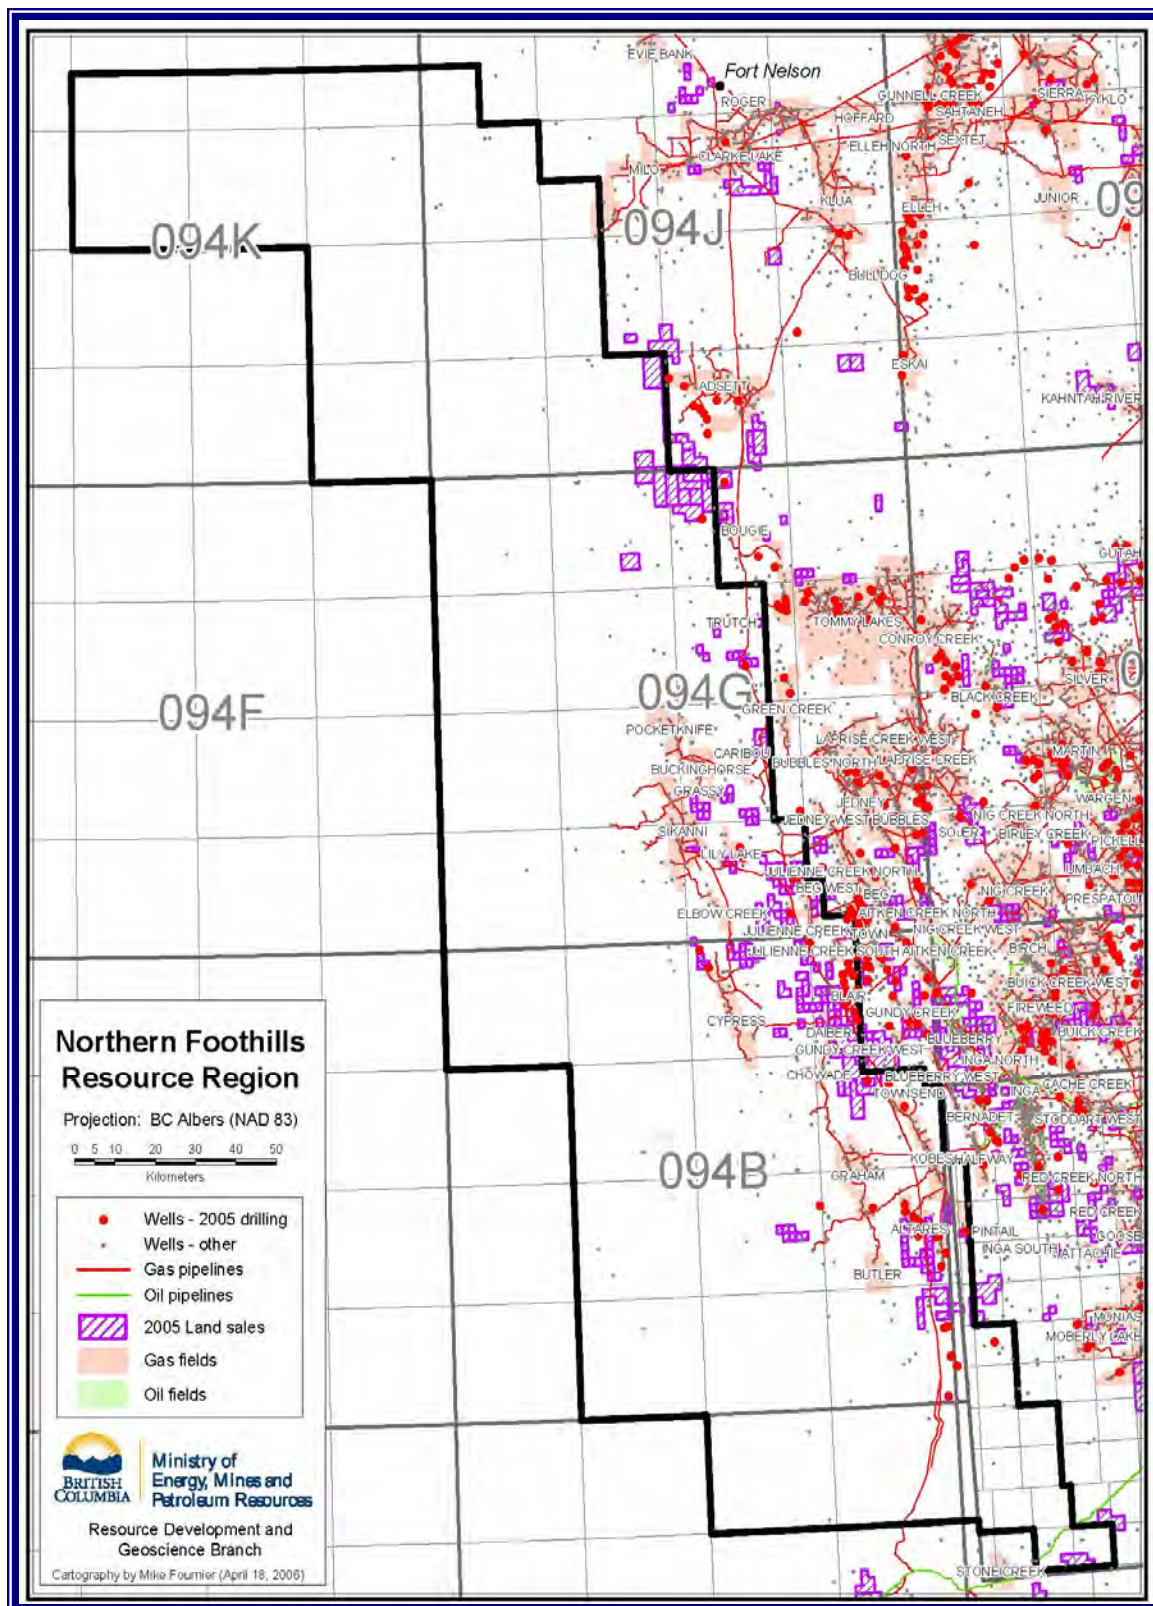 EVIE BANK
Fort Nelson
ROGER
GUNNELL CREEK
SIERRA
KYKLO
HOFFARD
SAHTANEH
ELLEH NORTH
SEXTET
CLARKE LAKE
MILO
KLUA
ELLEH
JUNIOR
09
094K
094J
BULLDOG
ESKAI
ADSETT
KAHNTAH RIVER
BOUGIE
GUTAH
TRUTCH
TOMMY LAKES
CONROY CREEK
SILVER
0
BLACK CREEK
094F
094G
GREEN CREEK
POCKETKNIFE
LAPRISE CREEK WEST
MARTIN
CARIBOU
BUBBLES NORTH
LAPRISE CREEK
BUCKINGHORSE
GRASSY
JEDNEY
WARGEN
NIG CREEK NORTH
JEDNEY WEST
BUBBLES
SIKANNI
SOJER
BIRLEY CREEK
PICKELL
LILY LAKE
UMBACH
JULIENNE CREEK NORTH
BEG WEST
BEG
NIG CREEK
PRESPATOU
ELBOW CREEK
AITKEN CREEK NORTH
JULIENNE CREEK
TOWN
NIG CREEK WEST
BIRCH
JULIENNE CREEK SOUTH
AITKEN CREEK
BUICK CREEK WEST
BLAIR
FIREWEED
CYPRESS
GUNDY CREEK
DAIBER
BLUEBERRY
BUICK CREEK
GUNDY CREEK WEST
INGA NORTH
CHOWADE
BLUEBERRY WEST
CACHE CREEK
TOWNSEND
INGA
BERNADET
STODDART WEST
094B
KOBES
HALFWAY
GRAHAM
RED CREEK NORTH
RED CREEK
ALTARES
PINTAIL
GOOSE
INGA SOUTH
ATTACHIE
BUTLER
MONIAS
MOBERLY LAKE
STONE CREEK
Northern Foothills
Resource Region
Projection: BC Albers (NAD 83)
0 5 10 20 30 40 50
Kilometers
Wells - 2005 drilling
Wells - other
Gas pipelines
Oil pipelines
2005 Land sales
Gas fields
Oil fields
BRITISH
COLUMBIA
Ministry of
Energy, Mines and
Petroleum Resources
Resource Development and
Geoscience Branch
Cartography by Mike Fournier (April 18, 2006)